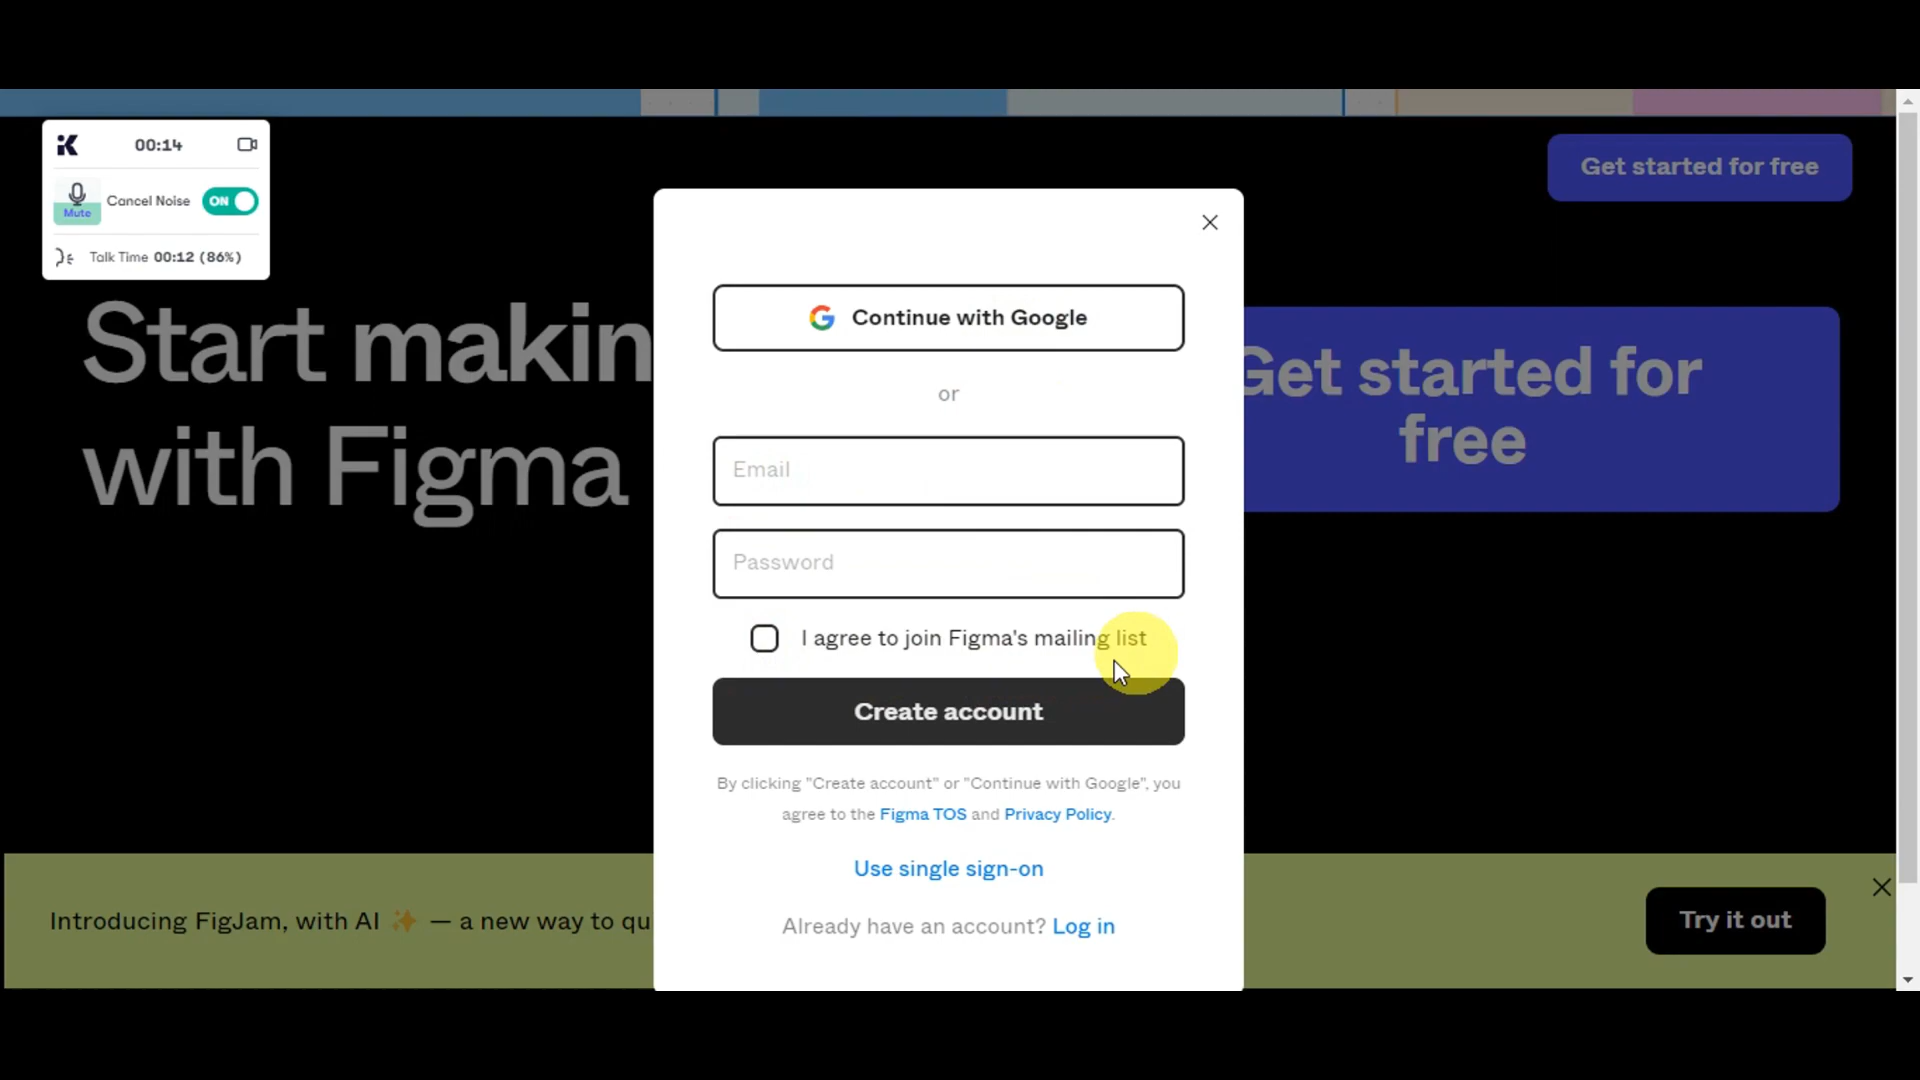 00:14
Mute
Cancel Noise
ON
Talk Time 00:12 (86%)
Get started for free
Start makin
with Figma
Get started for
free
Continue with Google
or
Email
Password
I agree to join Figma's mailing list
Create account
By clicking "Create account" or "Continue with Google", you
agree to the Figma TOS and Privacy Policy.
Use single sign-on
Already have an account? Log in
Introducing FigJam, with AI ✨ — a new way to qu
Try it out